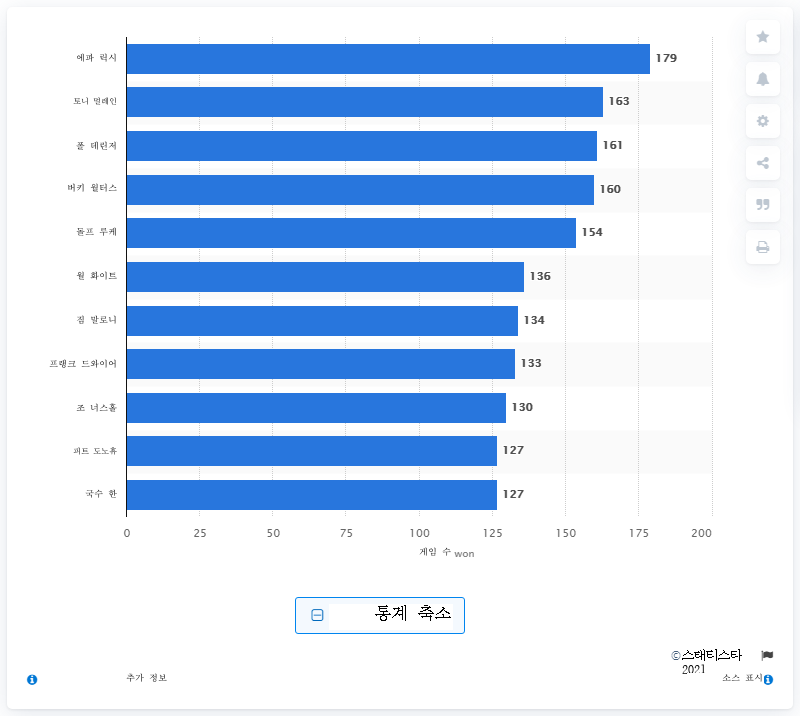 에파 릭시 179
토니 멀레인 163
폴 데린저 161
버키 월터스 160
돌프 루케 154
윌 화이트 136
짐 말로니 134
프랭크 드와이어 133
조 너스홀 130
피트 도노휴 127
국수 한 127
0 25 50 75 100 125 150 175 200
게임 수 won
통계 축소
©스태티스타
2021
추가 정보 소스 표시